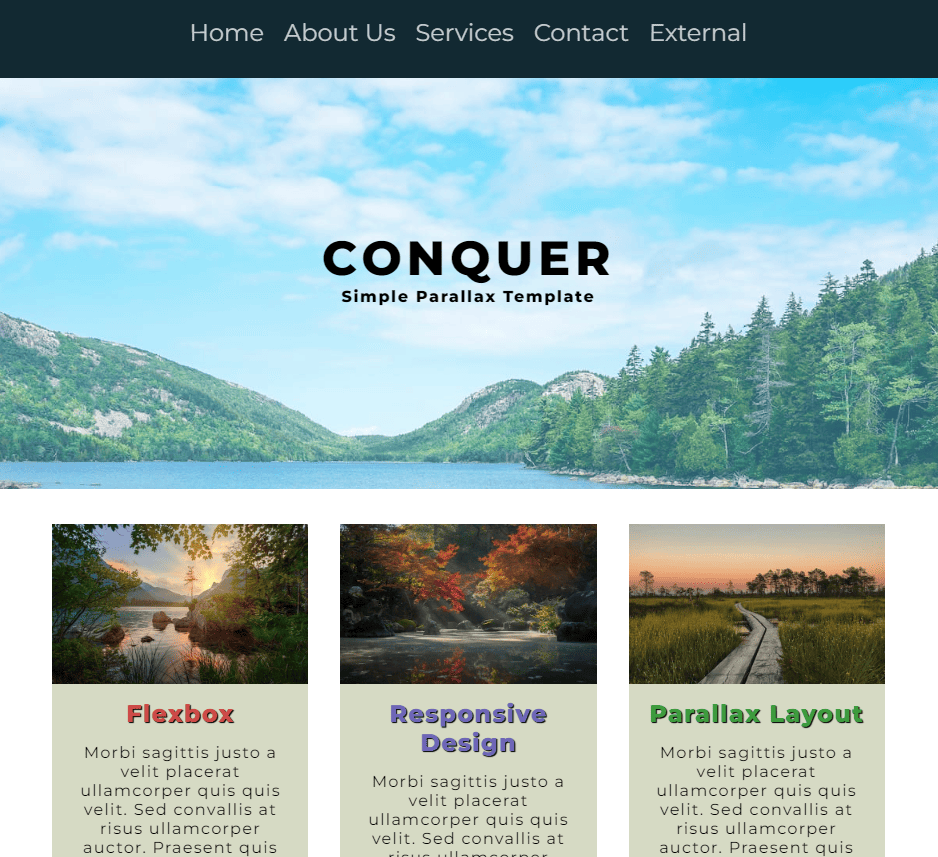 Home About Us Services Contact External
CONQUER
Simple Parallax Template
Flexbox
Morbi sagittis justo a
velit placerat
ullamcorper quis quis
velit. Sed convallis at
risus ullamcorper
auctor. Praesent quis
Responsive
Design
Morbi sagittis justo a
velit placerat
ullamcorper quis quis
velit. Sed convallis at
risus ullamcorper
Parallax Layout
Morbi sagittis justo a
velit placerat
ullamcorper quis quis
velit. Sed convallis at
risus ullamcorper
auctor. Praesent quis